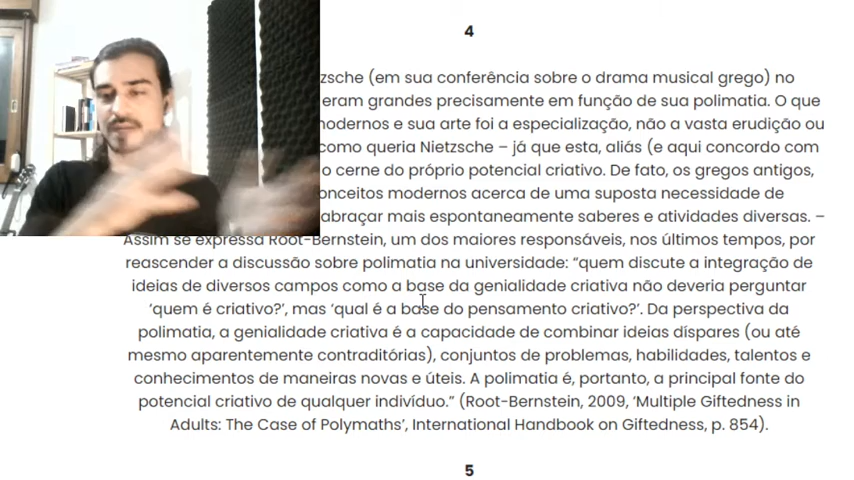 4
zsche (em sua conferência sobre o drama musical grego) no
eram grandes precisamente em função de sua polimatia. O que
modernos e sua arte foi a especialização, não a vasta erudição ou
como queria Nietzsche – já que esta, aliás (e aqui concordo com
o cerne do próprio potencial criativo. De fato, os gregos antigos,
onceitos modernos acerca de uma suposta necessidade de
abraçar mais espontaneamente saberes e atividades diversas. –
Assim se expressa Root-Bernstein, um dos maiores responsáveis, nos últimos tempos, por
reascender a discussão sobre polimatia na universidade: “quem discute a integração de
ideias de diversos campos como a base da genialidade criativa não deveria perguntar
‘quem é criativo?’, mas ‘qual é a base do pensamento criativo?’. Da perspectiva da
polimatia, a genialidade criativa é a capacidade de combinar ideias díspares (ou até
mesmo aparentemente contraditórias), conjuntos de problemas, habilidades, talentos e
conhecimentos de maneiras novas e úteis. A polimatia é, portanto, a principal fonte do
potencial criativo de qualquer indivíduo.” (Root-Bernstein, 2009, ‘Multiple Giftedness in
Adults: The Case of Polymaths’, International Handbook on Giftedness, p. 854).
5